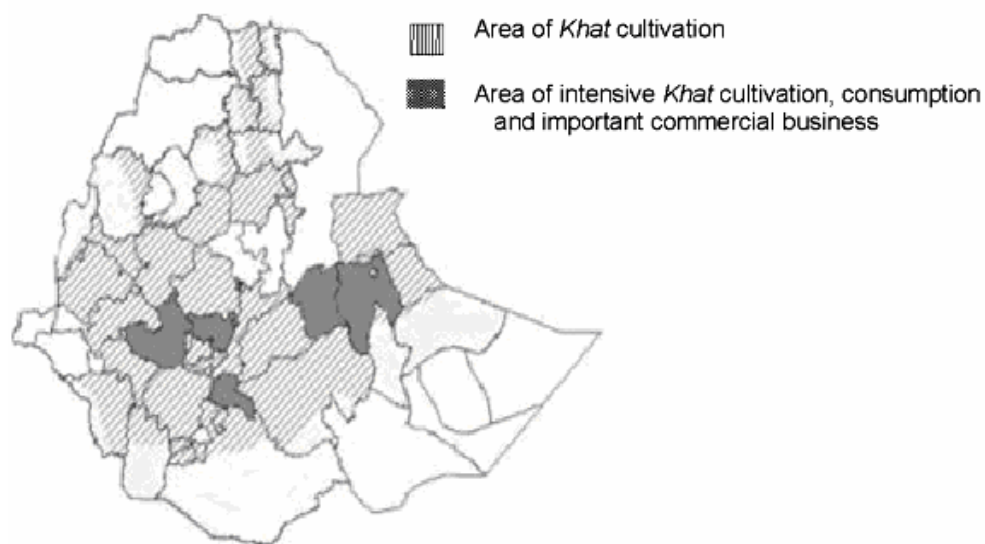 Area of Khat cultivation
Area of intensive Khat cultivation, consumption
and important commercial business